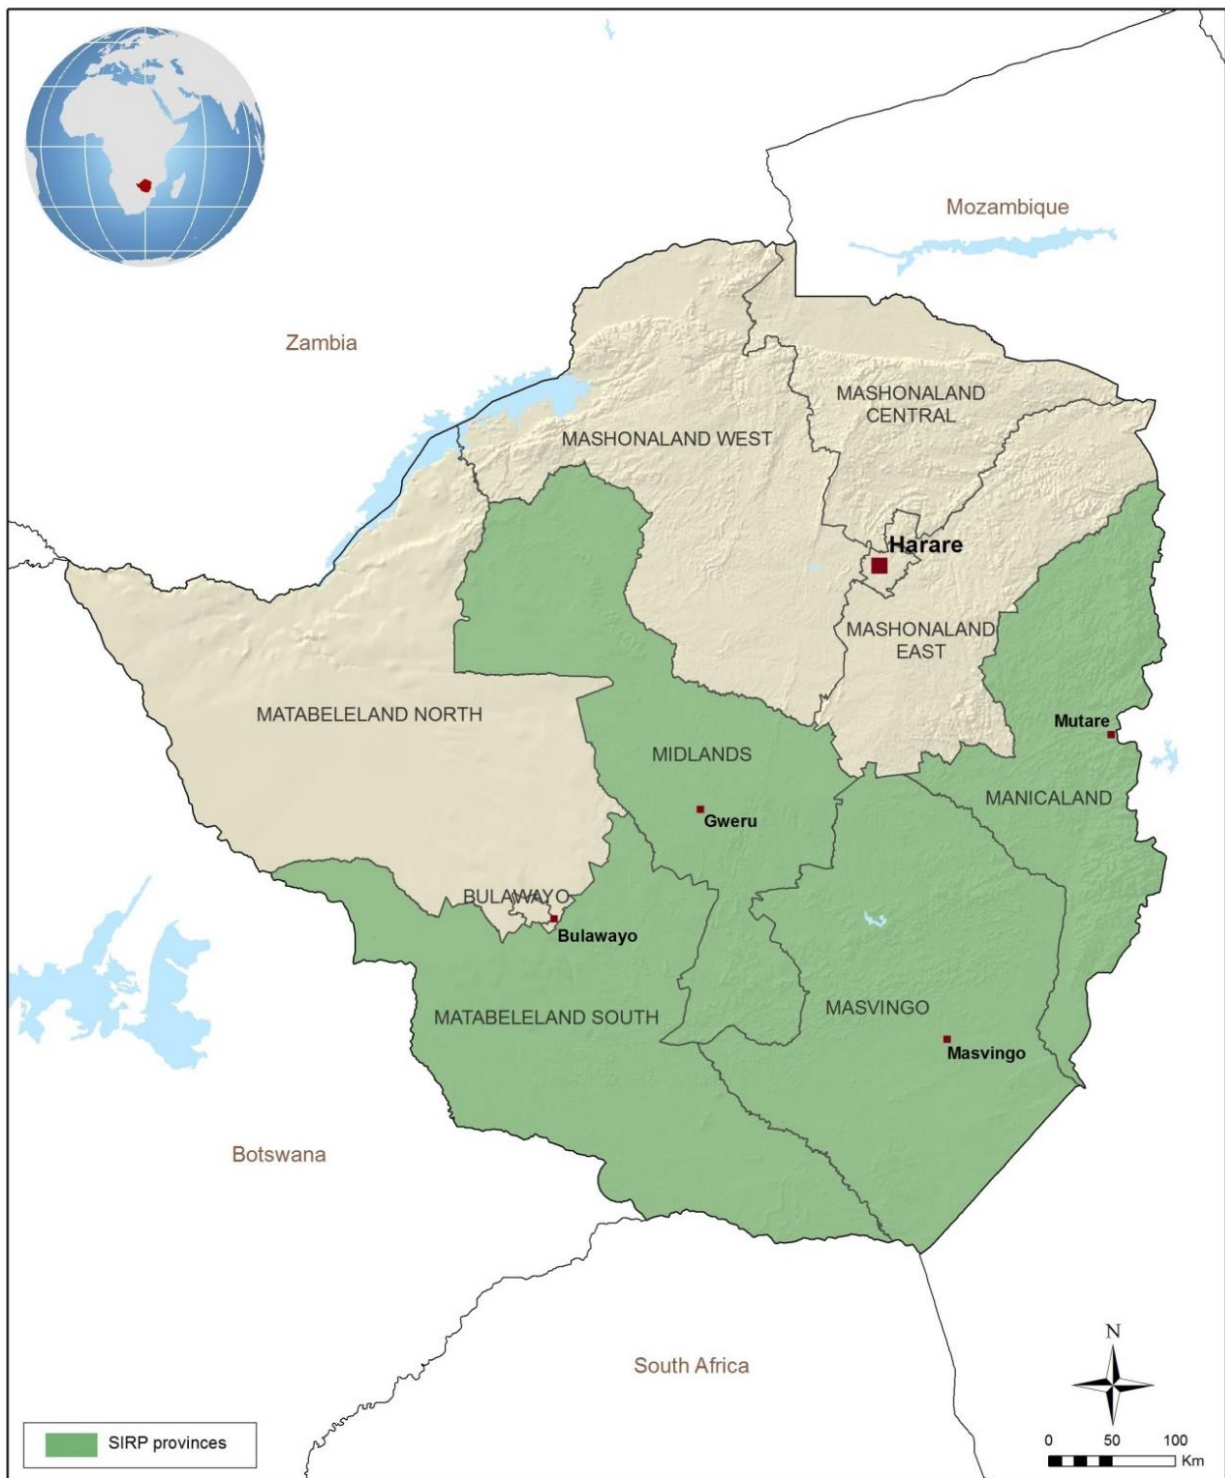 Mozambique
Zambia
MASHONALAND
CENTRAL
MASHONALAND WEST
Harare
MASHONALAND
EAST
MATABELELAND NORTH
Mutare
MIDLANDS
MANICALAND
Gweru
BULAWAYO
Bulawayo
MASVINGO
MATABELELAND SOUTH
Masvingo
Botswana
South Africa
N
SIRP provinces
0 50 100
Km